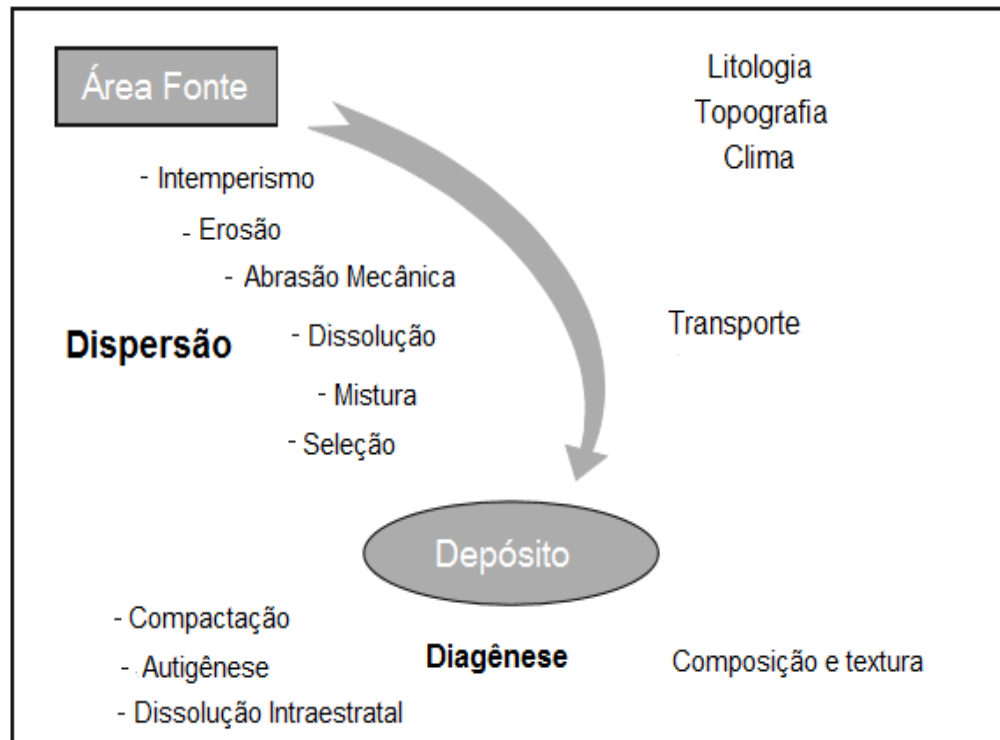 Área Fonte
Litologia
Topografia
Clima
- Intemperismo
- Erosão
- Abrasão Mecânica
Dispersão
- Dissolução
Transporte
- Mistura
- Seleção
Depósito
- Compactação
- Autigênese
Diagênese
Composição e textura
- Dissolução Intraestratal